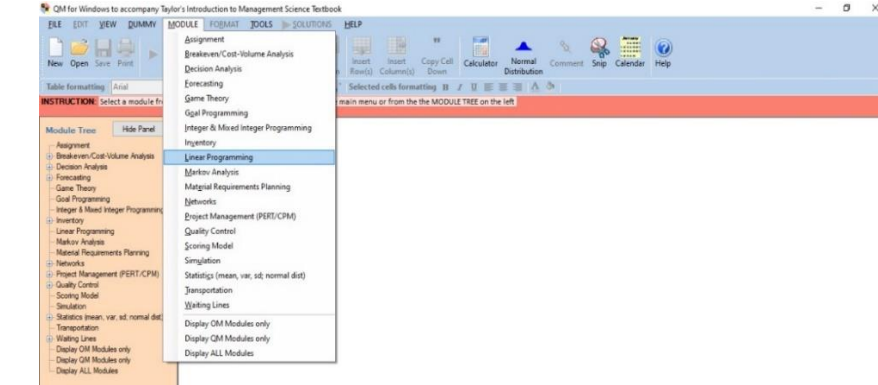 QM for Windows to accompany Taylor's Introduction to Management Science Textbook
FILE EDIT VIEW DUMMY MODULE FORMAT TOOLS SOLUTIONS HELP
New Open Save Print Insert Row(s) Insert Column(s) Copy Cell Down Calculator Normal Distribution Comment Snip Calendar Help
Table formatting Arial Selected cells formatting B I U
INSTRUCTION: Select a module fr main menu or from the the MODULE TREE on the left
Assignment
Breakeven/Cost-Volume Analysis
Decision Analysis
Forecasting
Game Theory
Goal Programming
Integer & Mixed Integer Programming
Inventory
Linear Programming
Markov Analysis
Material Requirements Planning
Networks
Project Management (PERT/CPM)
Quality Control
Scoring Model
Simulation
Statistics (mean, var, sd; normal dist)
Transportation
Waiting Lines
Display OM Modules only
Display QM Modules only
Display ALL Modules
Module Tree Hide Panel
Assignment
Breakeven/Cost-Volume Analysis
Decision Analysis
Forecasting
Game Theory
Goal Programming
Integer & Mixed Integer Programming
Inventory
Linear Programming
Markov Analysis
Material Requirements Planning
Networks
Project Management (PERT/CPM)
Quality Control
Scoring Model
Simulation
Statistics (mean, var, sd; normal dist)
Transportation
Waiting Lines
Display OM Modules only
Display QM Modules only
Display ALL Modules